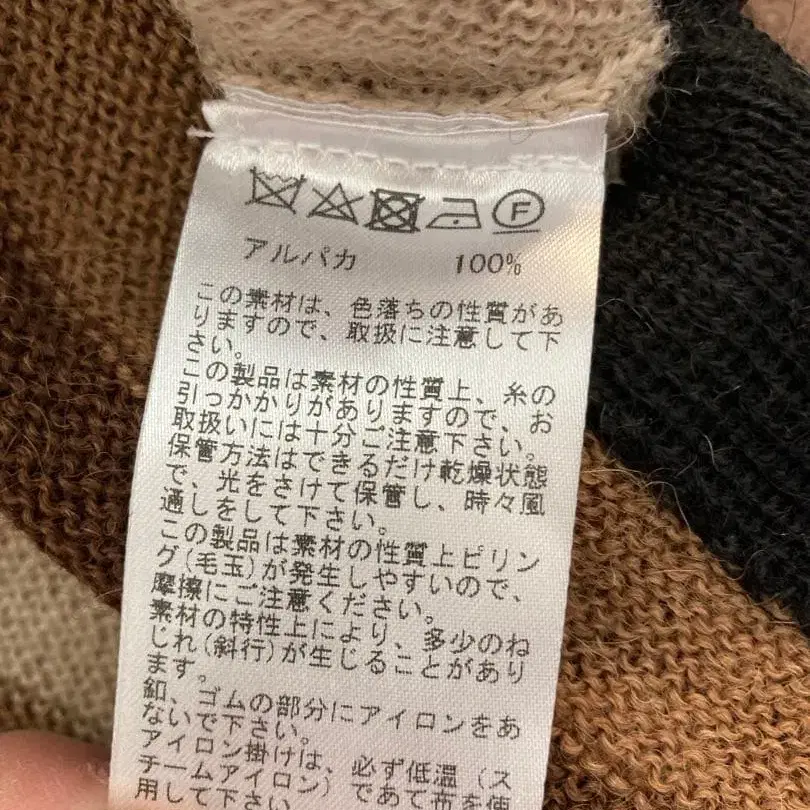 F
アルパカ 100%
この素材は、色落ちの性質があ
りますので、取扱に注意して下
さい。
この製品は素材の性質上、糸の
引っかかりがありますので、お
取扱いには十分ご注意下さい。
保管方法はできるだけ乾燥状態
で、光をさけて保管し、時々風
通しをして下さい。
この製品は素材の性質上ピリン
グ(毛玉)が発生しやすいので、
摩擦にご注意ください。
素材の特性上により、多少のね
じれ(斜行)が生じることがあり
ます。
釦、ゴムの部分にアイロンをあ
ないで下さい。
アイロン掛けは、必ず低温(ス
チームアイロン)であて布を使
用して下さい